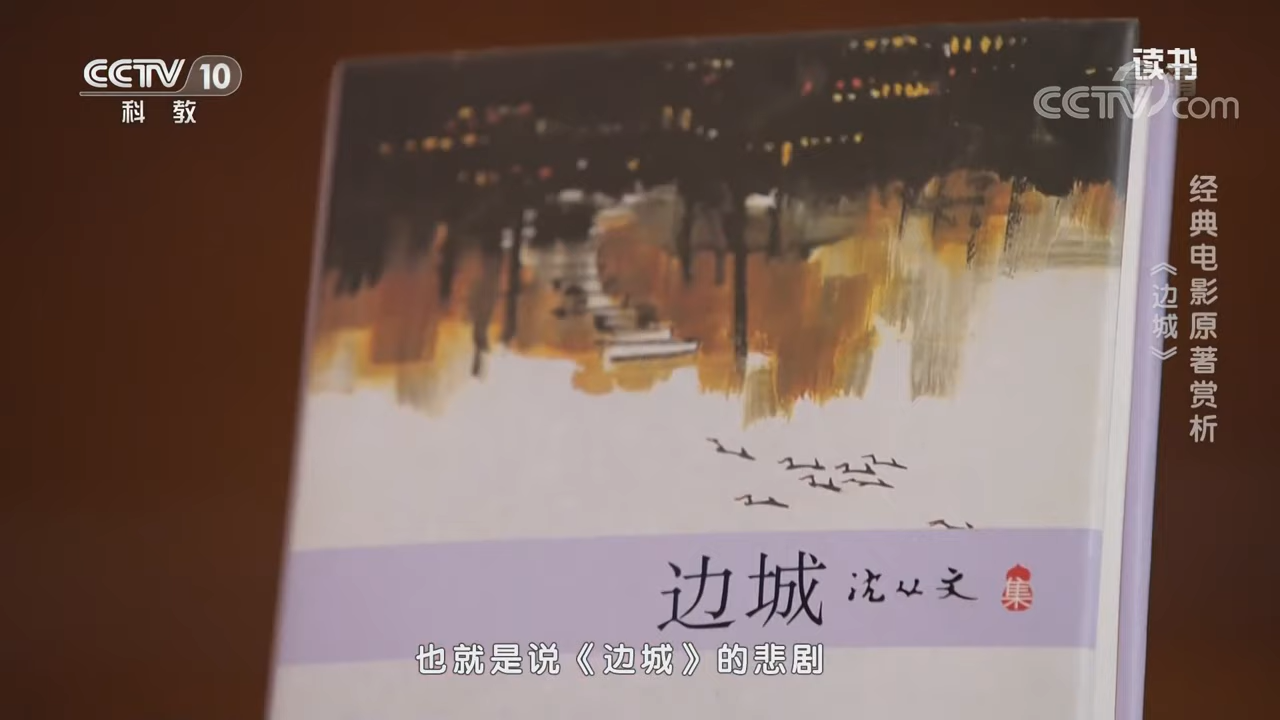 CCTV 10
科教
读书
CCTV.com
经典电影原著赏析
《边城》
边城 沈从文 集
也就是说《边城》的悲剧